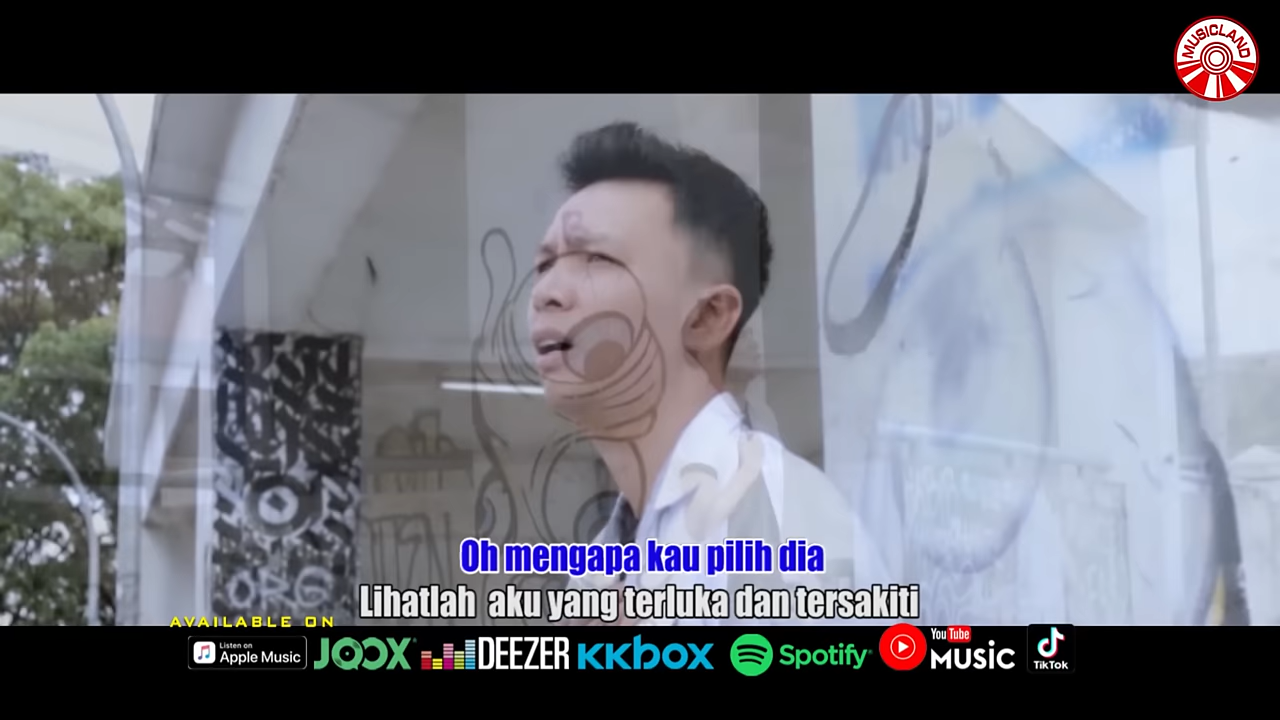 MUSICLAND
ORG
Oh mengapa kau pilih dia
Lihatlah aku yang terluka dan tersakiti
AVAILABLE ON
Listen on
Apple Music
JOOX
DEEZER
KKBOX
Spotify
YouTube
MUSIC
TikTok